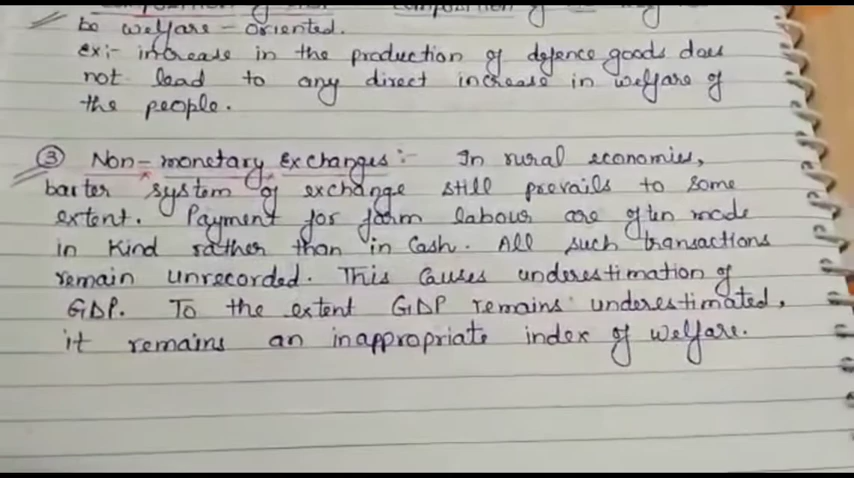 be welfare - oriented.
ex:- increase in the production of defence goods does
not lead to any direct increase in welfare of
the people.
③ Non-monetary exchanges:- In rural economies,
barter system of exchange still prevails to some
extent. Payment for farm labour are often made
in kind rather than in cash. All such transactions
remain unrecorded. This causes underestimation of
GDP. To the extent GDP remains underestimated,
it remains an inappropriate index of welfare.